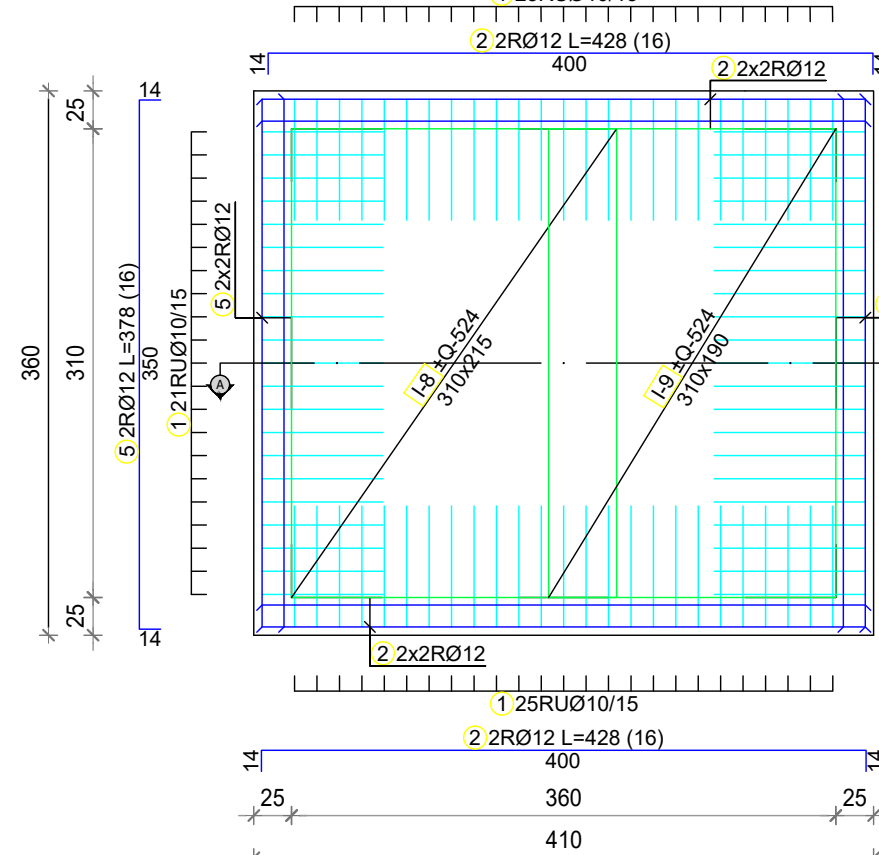 ② 2RØ12 L=428 (16)
14
400
② 2x2RØ12
14
25
⑤ 2x2RØ12
⑤ 2RØ12 L=378 (16)
350
① 21RUØ10/15
360
310
A
I-8 ±Q-524
310x215
I-9 ±Q-524
310x190
25
14
② 2x2RØ12
① 25RUØ10/15
② 2RØ12 L=428 (16)
14
400
14
25
360
25
410